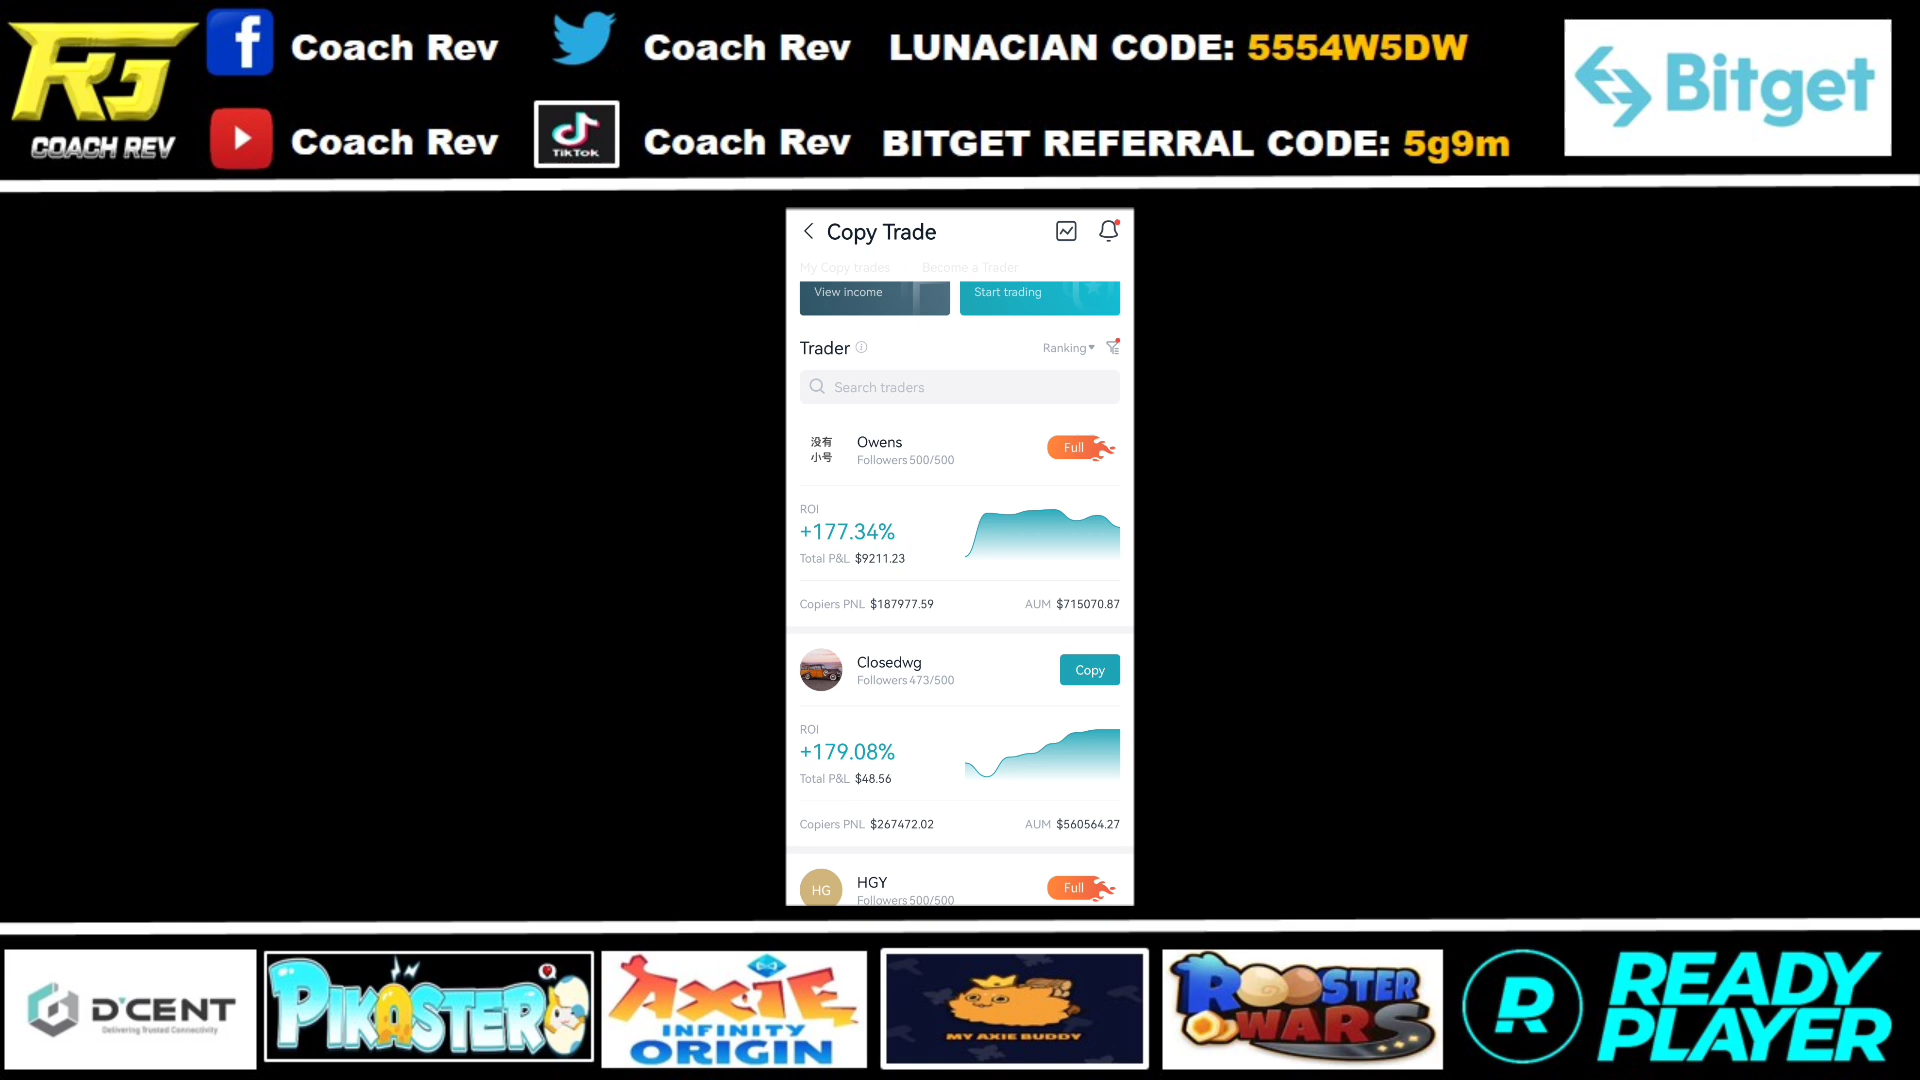 RG
COACH REV
f
Coach Rev
Coach Rev
LUNACIAN CODE: 5554W5DW
Coach Rev
TikTok
Coach Rev
BITGET REFERRAL CODE: 5g9m
Bitget
Copy Trade
My Copy trades
Become a Trader
View income
Start trading
Trader
Ranking
Search traders
没有
小号
Owens
Followers 500/500
Full
ROI
+177.34%
Total P&L $9211.23
Copiers PNL $187977.59
AUM $715070.87
Closedwg
Followers 473/500
Copy
ROI
+179.08%
Total P&L $48.56
Copiers PNL $267472.02
AUM $560564.27
HG
HGY
Followers 500/500
Full
D'CENT
Delivering Trusted Connectivity
PIKASTER
AXIE
INFINITY
ORIGIN
MY AXIE BUDDY
ROOSTER
WARS
R
READY
PLAYER